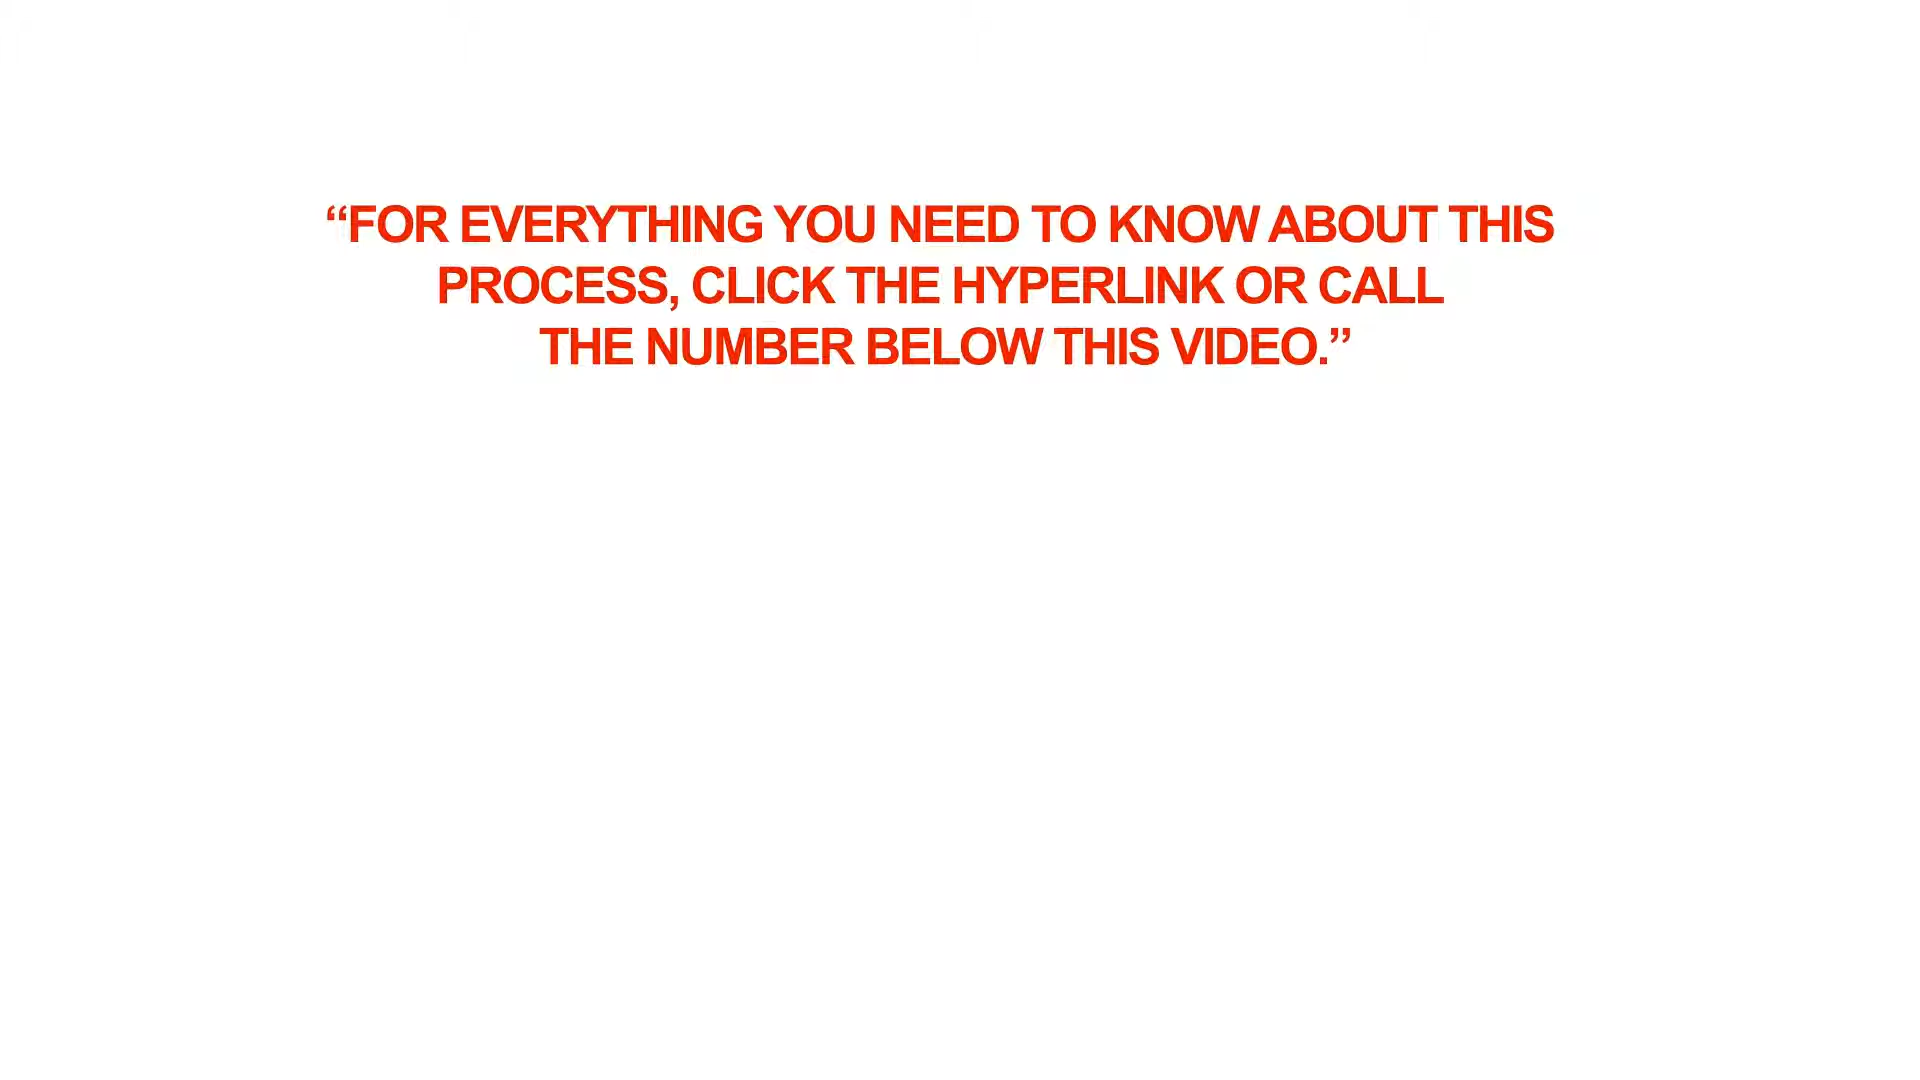 “FOR EVERYTHING YOU NEED TO KNOW ABOUT THIS
PROCESS, CLICK THE HYPERLINK OR CALL
THE NUMBER BELOW THIS VIDEO.”